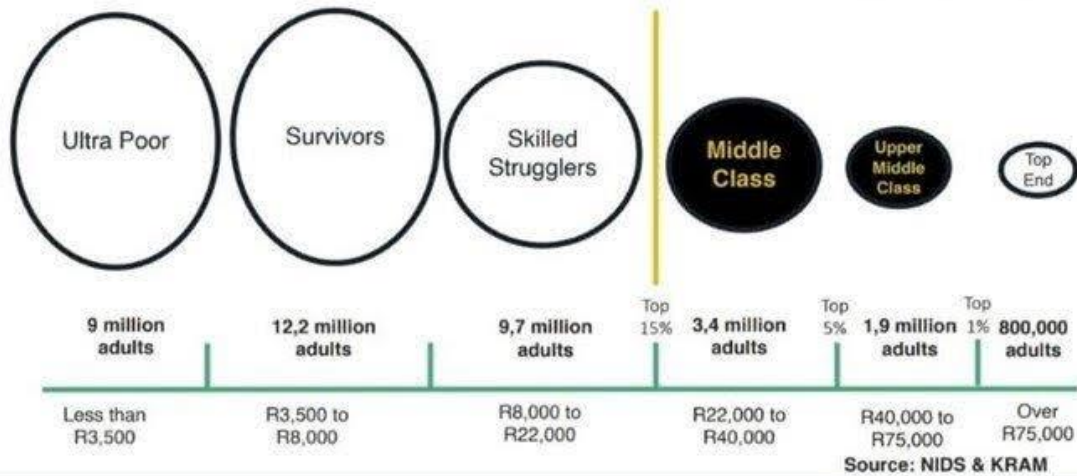 Ultra Poor
Survivors
Skilled
Strugglers
Middle
Class
Upper
Middle
Class
Top
End
9 million
adults
12,2 million
adults
9,7 million
adults
Top
15%
3,4 million
adults
Top
5%
1,9 million
adults
Top
1%
800,000
adults
Less than
R3,500
R3,500 to
R8,000
R8,000 to
R22,000
R22,000 to
R40,000
R40,000 to
R75,000
Over
R75,000
Source: NIDS & KRAM